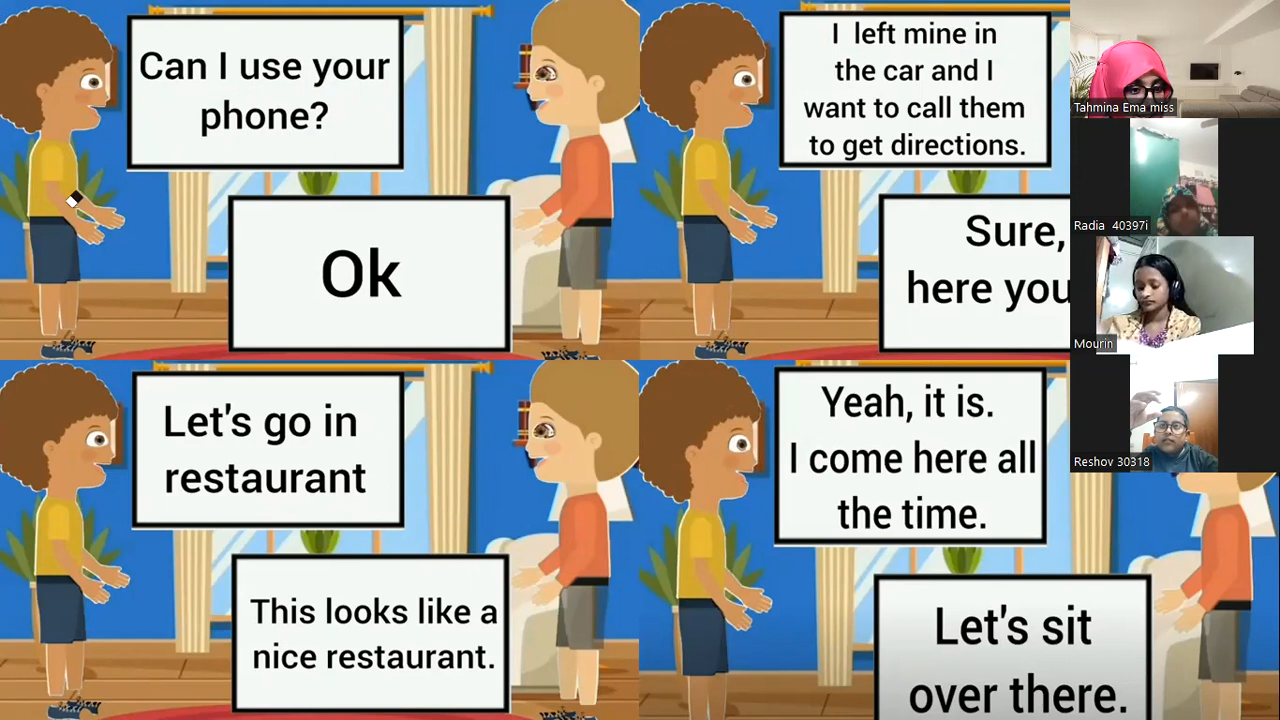 Can I use your
phone?
Ok
I left mine in
the car and I
want to call them
to get directions.
Sure,
here you
Let's go in
restaurant
This looks like a
nice restaurant.
Yeah, it is.
I come here all
the time.
Let's sit
over there.
Tahmina Ema miss
Radia 40397i
Mourin
Reshov 30318